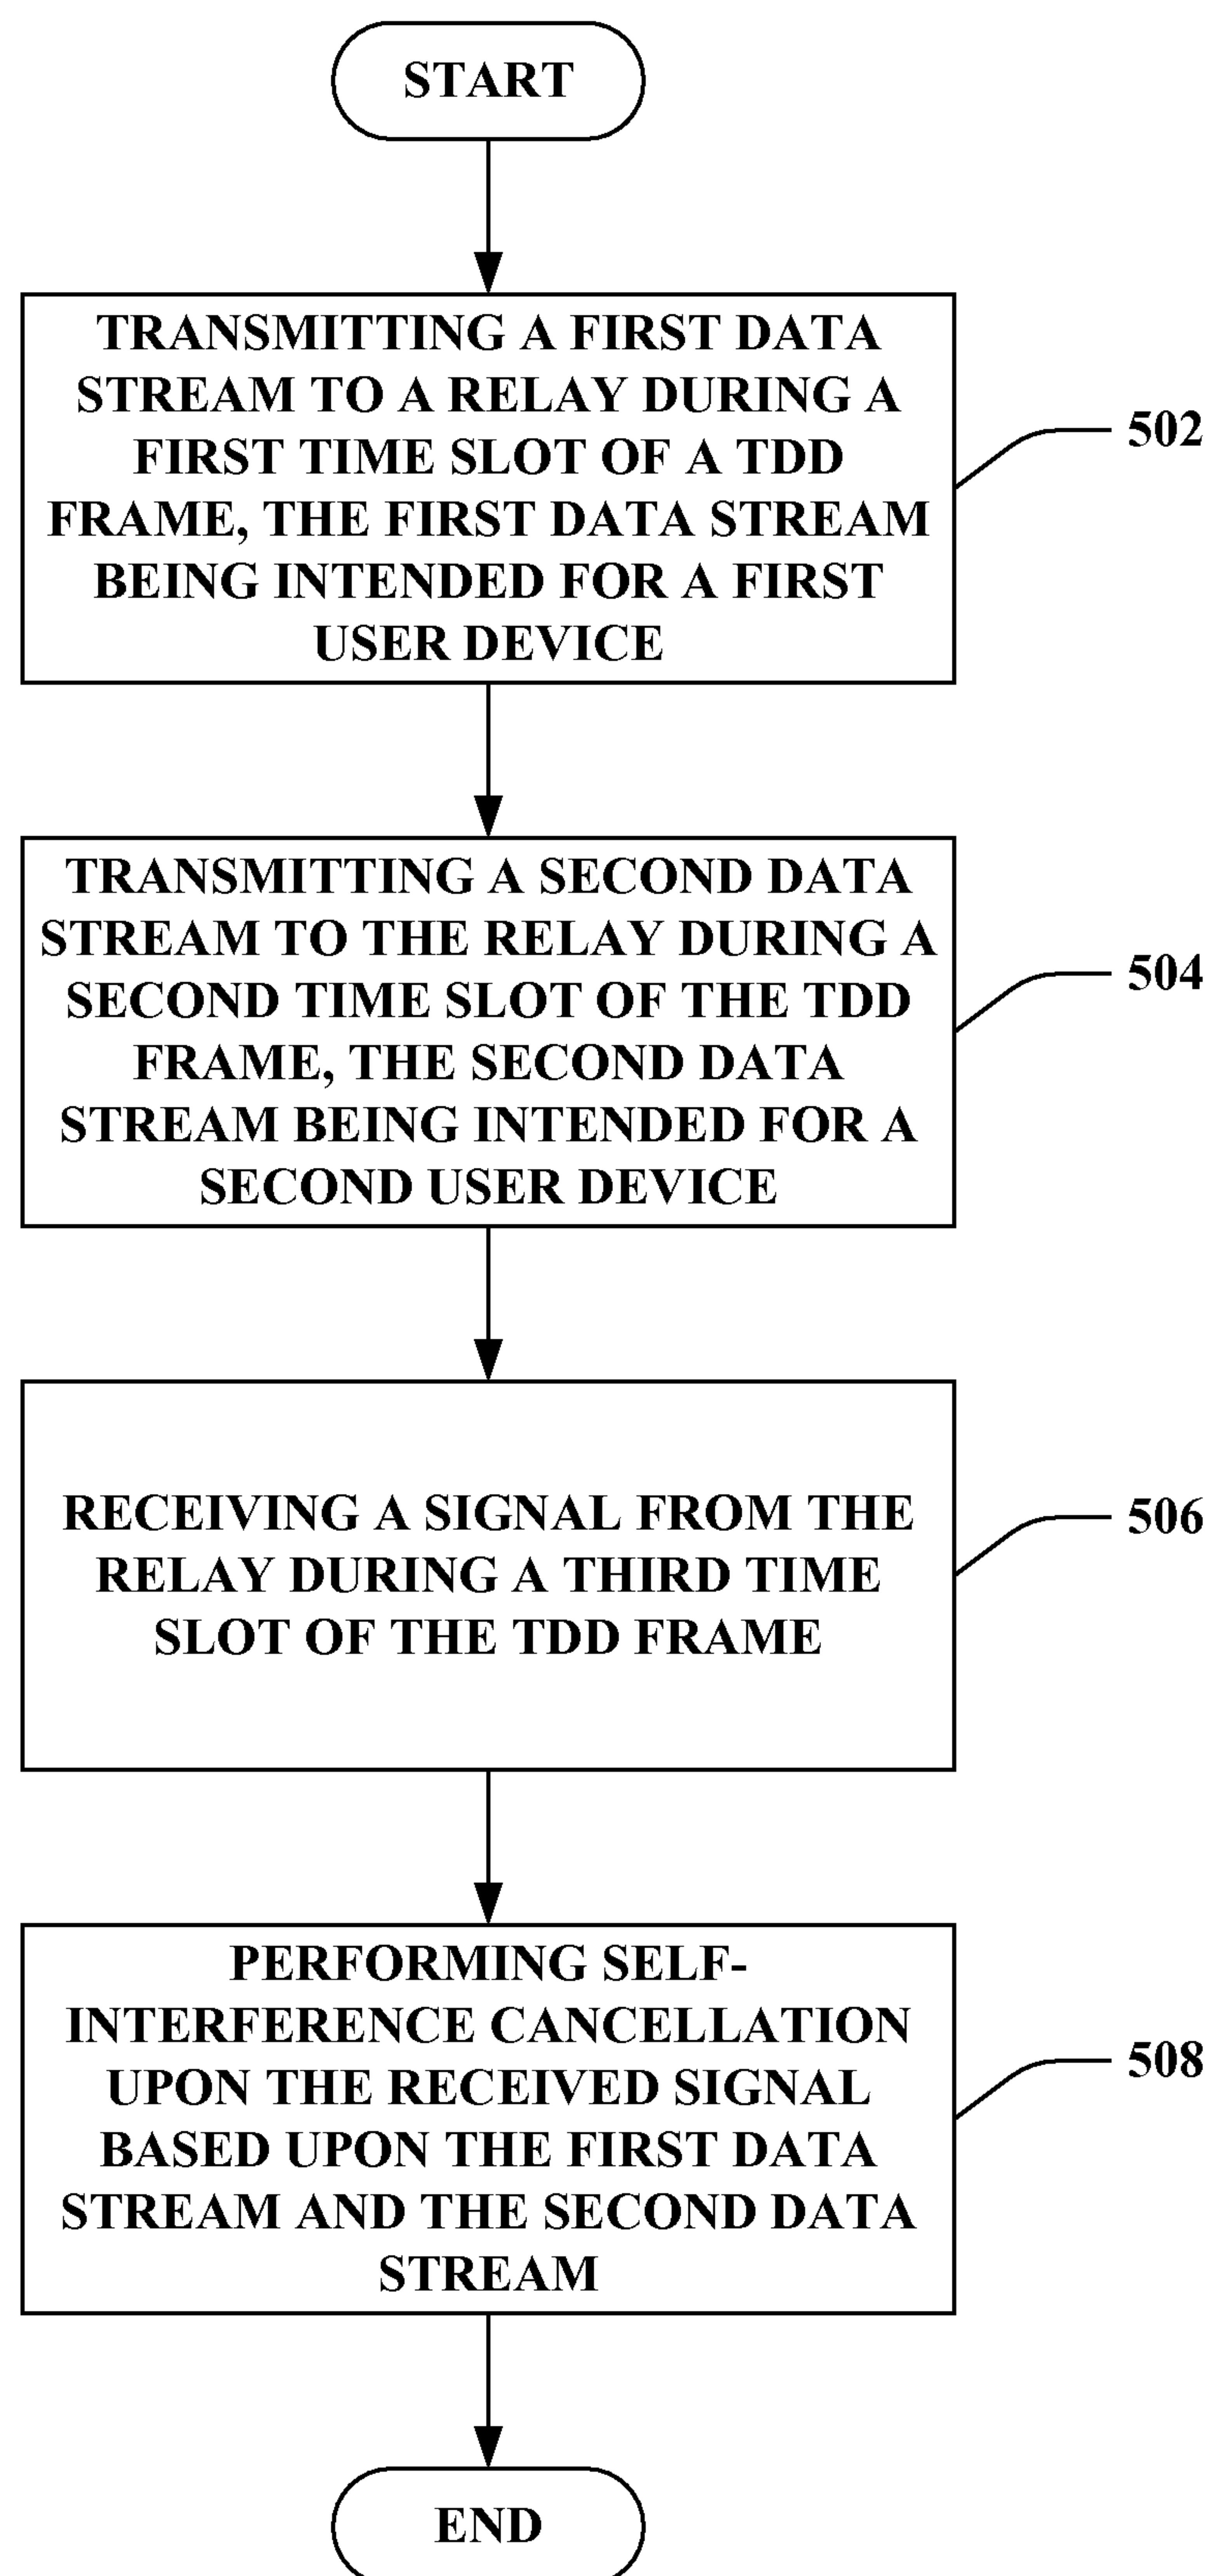 START
TRANSMITTING A FIRST DATA
STREAM TO A RELAY DURING A
FIRST TIME SLOT OF A TDD
FRAME, THE FIRST DATA STREAM
BEING INTENDED FOR A FIRST
USER DEVICE
502
TRANSMITTING A SECOND DATA
STREAM TO THE RELAY DURING A
SECOND TIME SLOT OF THE TDD
FRAME, THE SECOND DATA
STREAM BEING INTENDED FOR A
SECOND USER DEVICE
504
RECEIVING A SIGNAL FROM THE
RELAY DURING A THIRD TIME
SLOT OF THE TDD FRAME
506
PERFORMING SELF-
INTERFERENCE CANCELLATION
UPON THE RECEIVED SIGNAL
BASED UPON THE FIRST DATA
STREAM AND THE SECOND DATA
STREAM
508
END